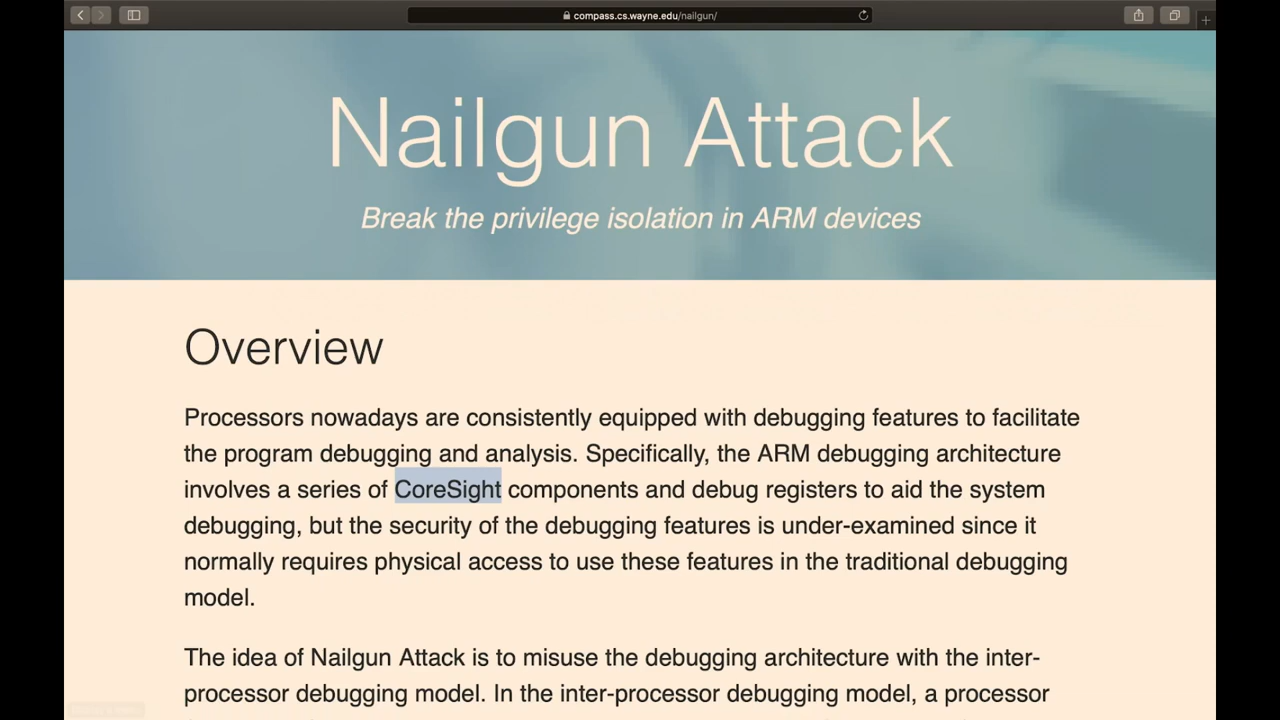 compass.cs.wayne.edu/nailgun/
Nailgun Attack
Break the privilege isolation in ARM devices
Overview
Processors nowadays are consistently equipped with debugging features to facilitate
the program debugging and analysis. Specifically, the ARM debugging architecture
involves a series of CoreSight components and debug registers to aid the system
debugging, but the security of the debugging features is under-examined since it
normally requires physical access to use these features in the traditional debugging
model.
The idea of Nailgun Attack is to misuse the debugging architecture with the inter-
processor debugging model. In the inter-processor debugging model, a processor